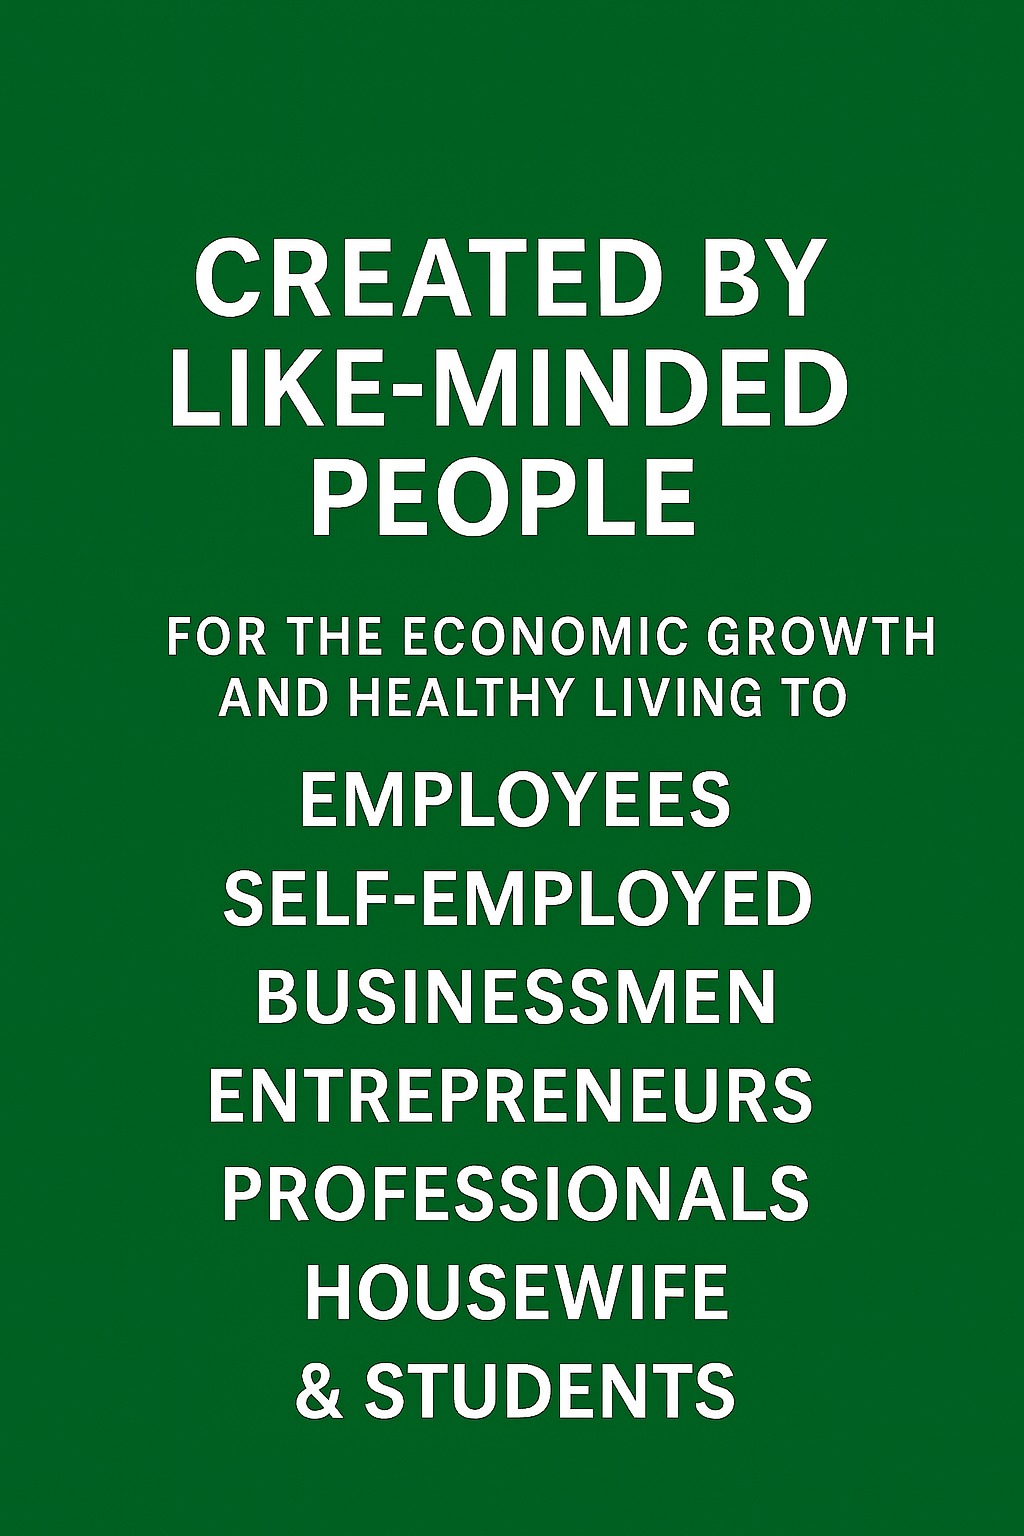 CREATED BY
LIKE-MINDED
PEOPLE
FOR THE ECONOMIC GROWTH
AND HEALTHY LIVING TO
EMPLOYEES
SELF-EMPLOYED
BUSINESSMEN
ENTREPRENEURS
PROFESSIONALS
HOUSEWIFE
& STUDENTS